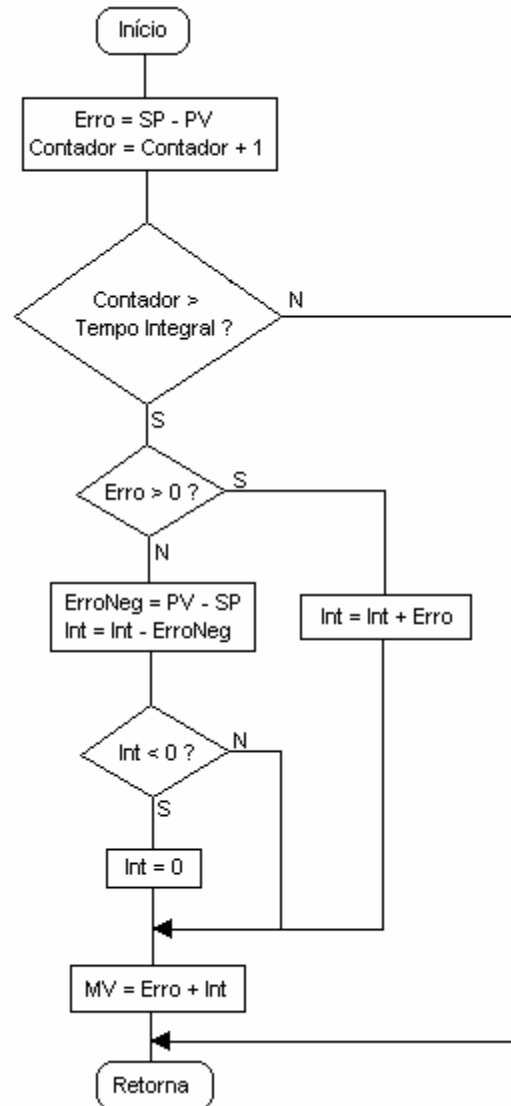 Início
Erro = SP - PV
Contador = Contador + 1
Contador >
Tempo Integral ?
N
S
Erro > 0 ?
S
N
ErroNeg = PV - SP
Int = Int - ErroNeg
Int = Int + Erro
Int < 0 ?
N
S
Int = 0
MV = Erro + Int
Retorna